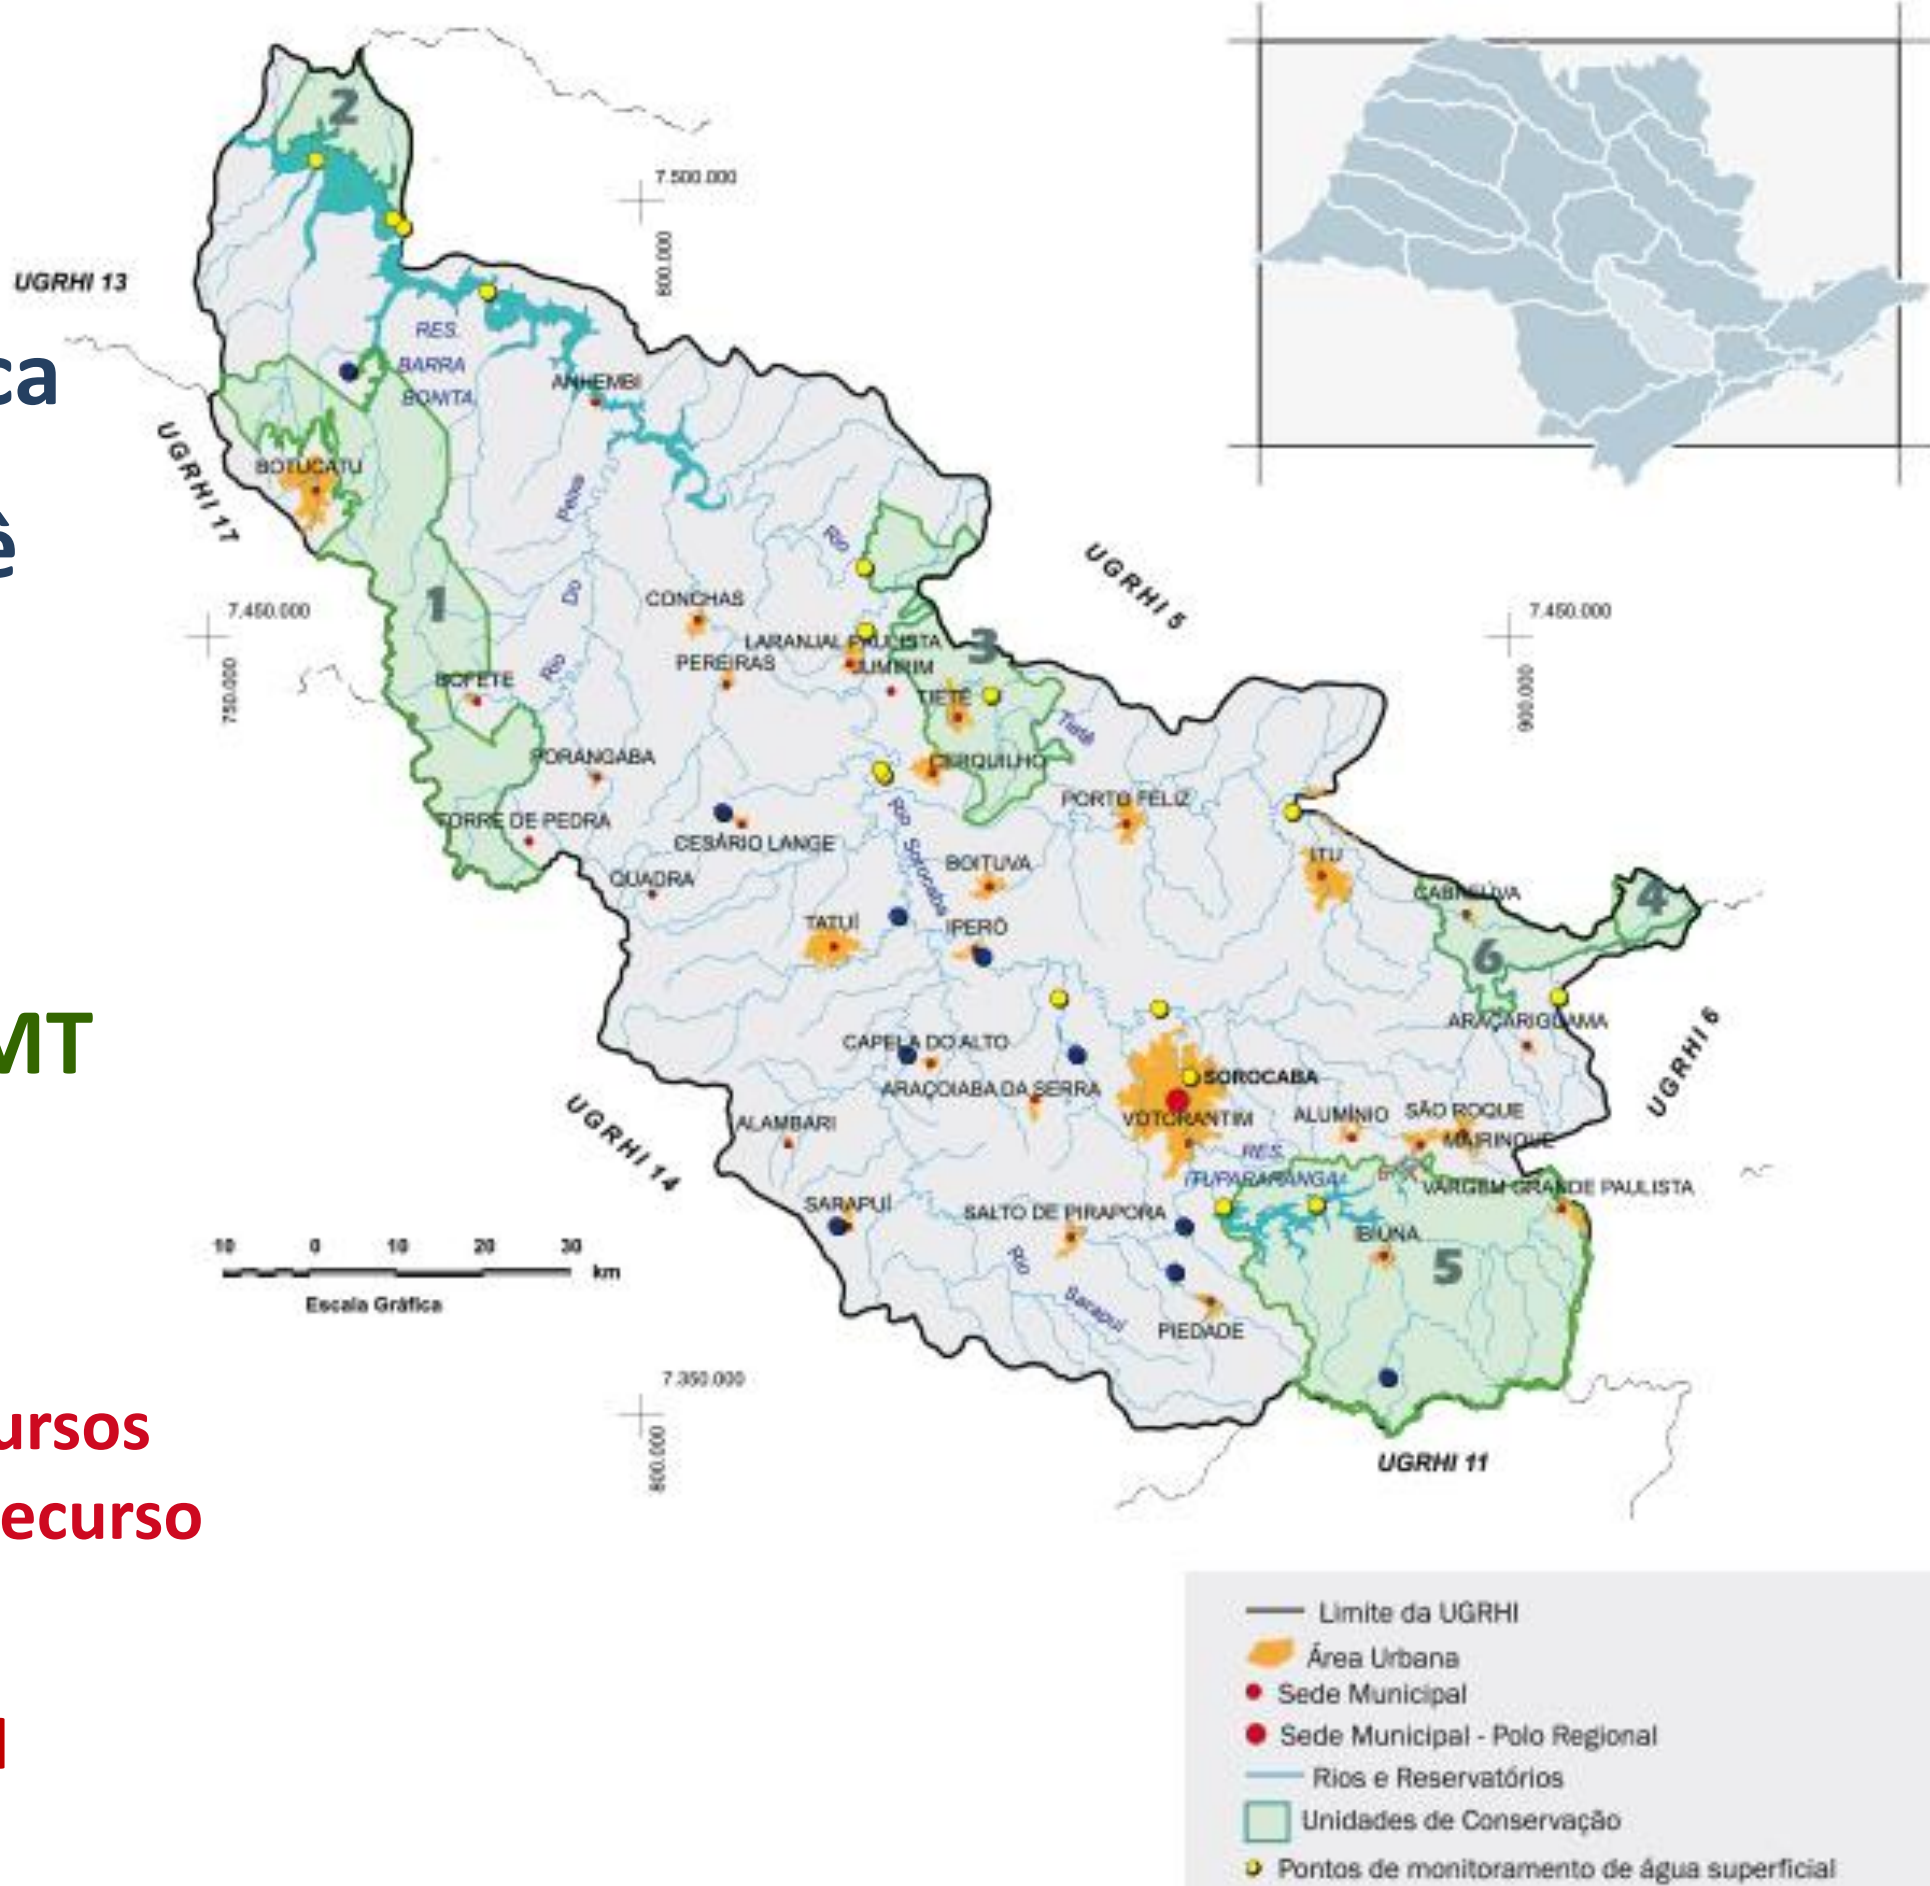 2
7.500.000
800.000
UGRHI 13
RES.
BARRA
BONITA
ca
ANHEMBI
UGRHI 17
BOTUCATU
Peixe
Do
Rio
Rio
ê
UGRHI 5
1
7.450.000
750.000
CONCHAS
LARANJAL PAULISTA
3
PEREIRAS
JUMIRIM
TIETÊ
Tietê
7.450.000
900.000
BOFETE
PORANGABA
CERQUILHO
PORTO FELIZ
TORRE DE PEDRA
CESÁRIO LANGE
Rio Sorocaba
BOITUVA
ITU
QUADRA
CABREÚVA
4
TATUÍ
IPERÓ
6
MT
ARAÇARIGUAMA
CAPELA DO ALTO
UGRHI 6
ARAÇOIABA DA SERRA
SOROCABA
UGRHI 14
ALAMBARI
VOTORANTIM
ALUMÍNIO
SÃO ROQUE
MAIRINQUE
RES.
ITUPARARANGA
VARGEM GRANDE PAULISTA
SARAPUÍ
SALTO DE PIRAPORA
IBIÚNA
5
Rio
Sarapuí
PIEDADE
10 0 10 20 30 km
Escala Gráfica
7.350.000
800.000
UGRHI 11
ursos
ecurso
Limite da UGRHI
Área Urbana
Sede Municipal
Sede Municipal - Polo Regional
Rios e Reservatórios
Unidades de Conservação
Pontos de monitoramento de água superficial